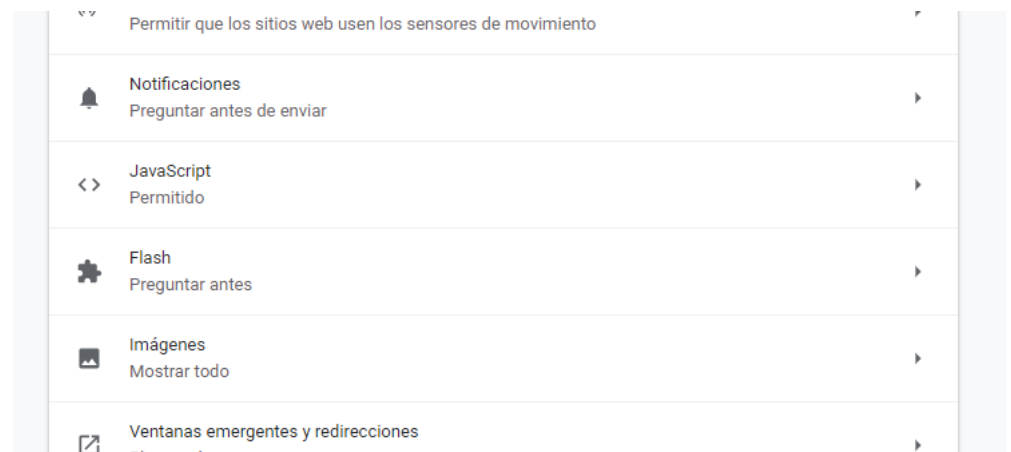 Permitir que los sitios web usen los sensores de movimiento
Notificaciones
Preguntar antes de enviar
JavaScript
Permitido
Flash
Preguntar antes
Imágenes
Mostrar todo
Ventanas emergentes y redirecciones